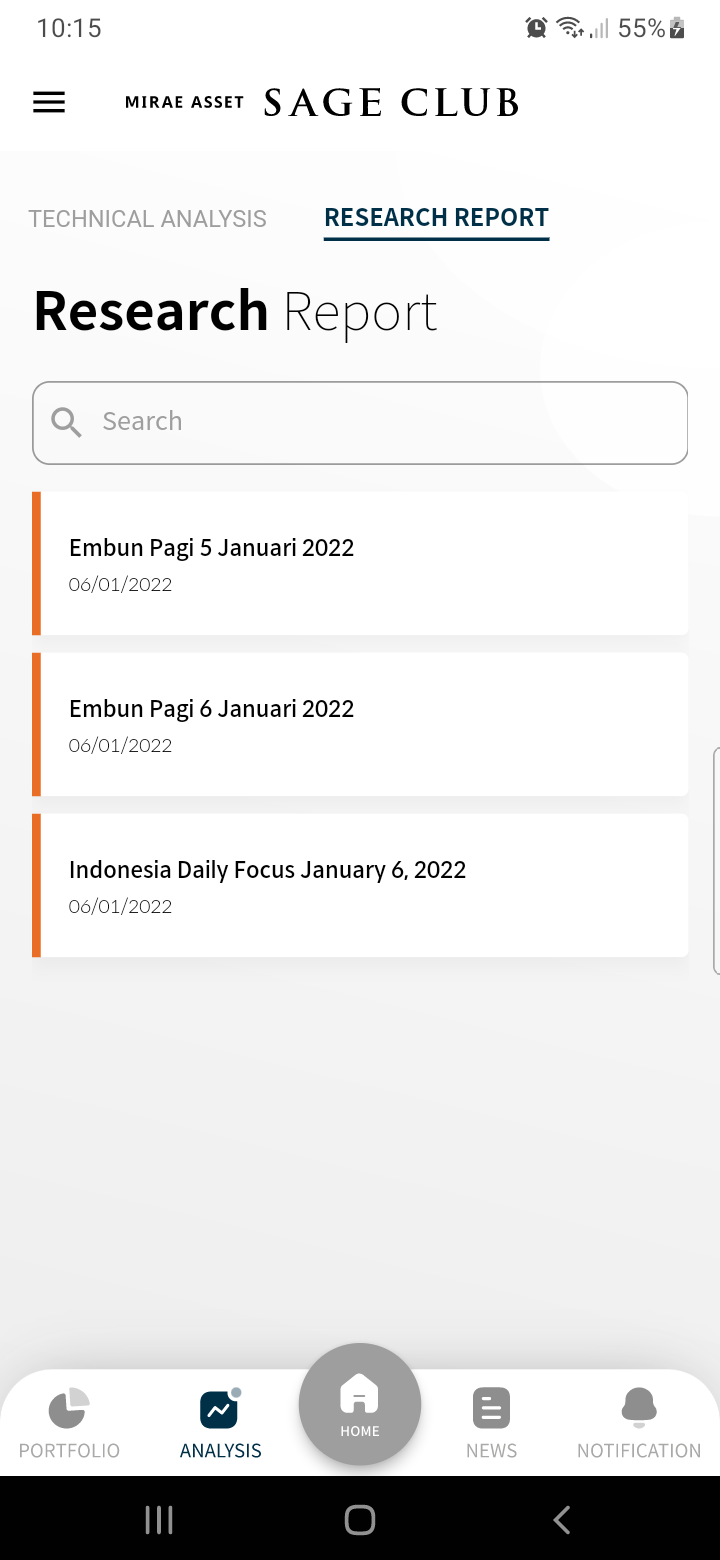 10:15
55%
MIRAE ASSET SAGE CLUB
TECHNICAL ANALYSIS
RESEARCH REPORT
Research Report
Search
Embun Pagi 5 Januari 2022
06/01/2022
Embun Pagi 6 Januari 2022
06/01/2022
Indonesia Daily Focus January 6, 2022
06/01/2022
PORTFOLIO
ANALYSIS
HOME
NEWS
NOTIFICATION